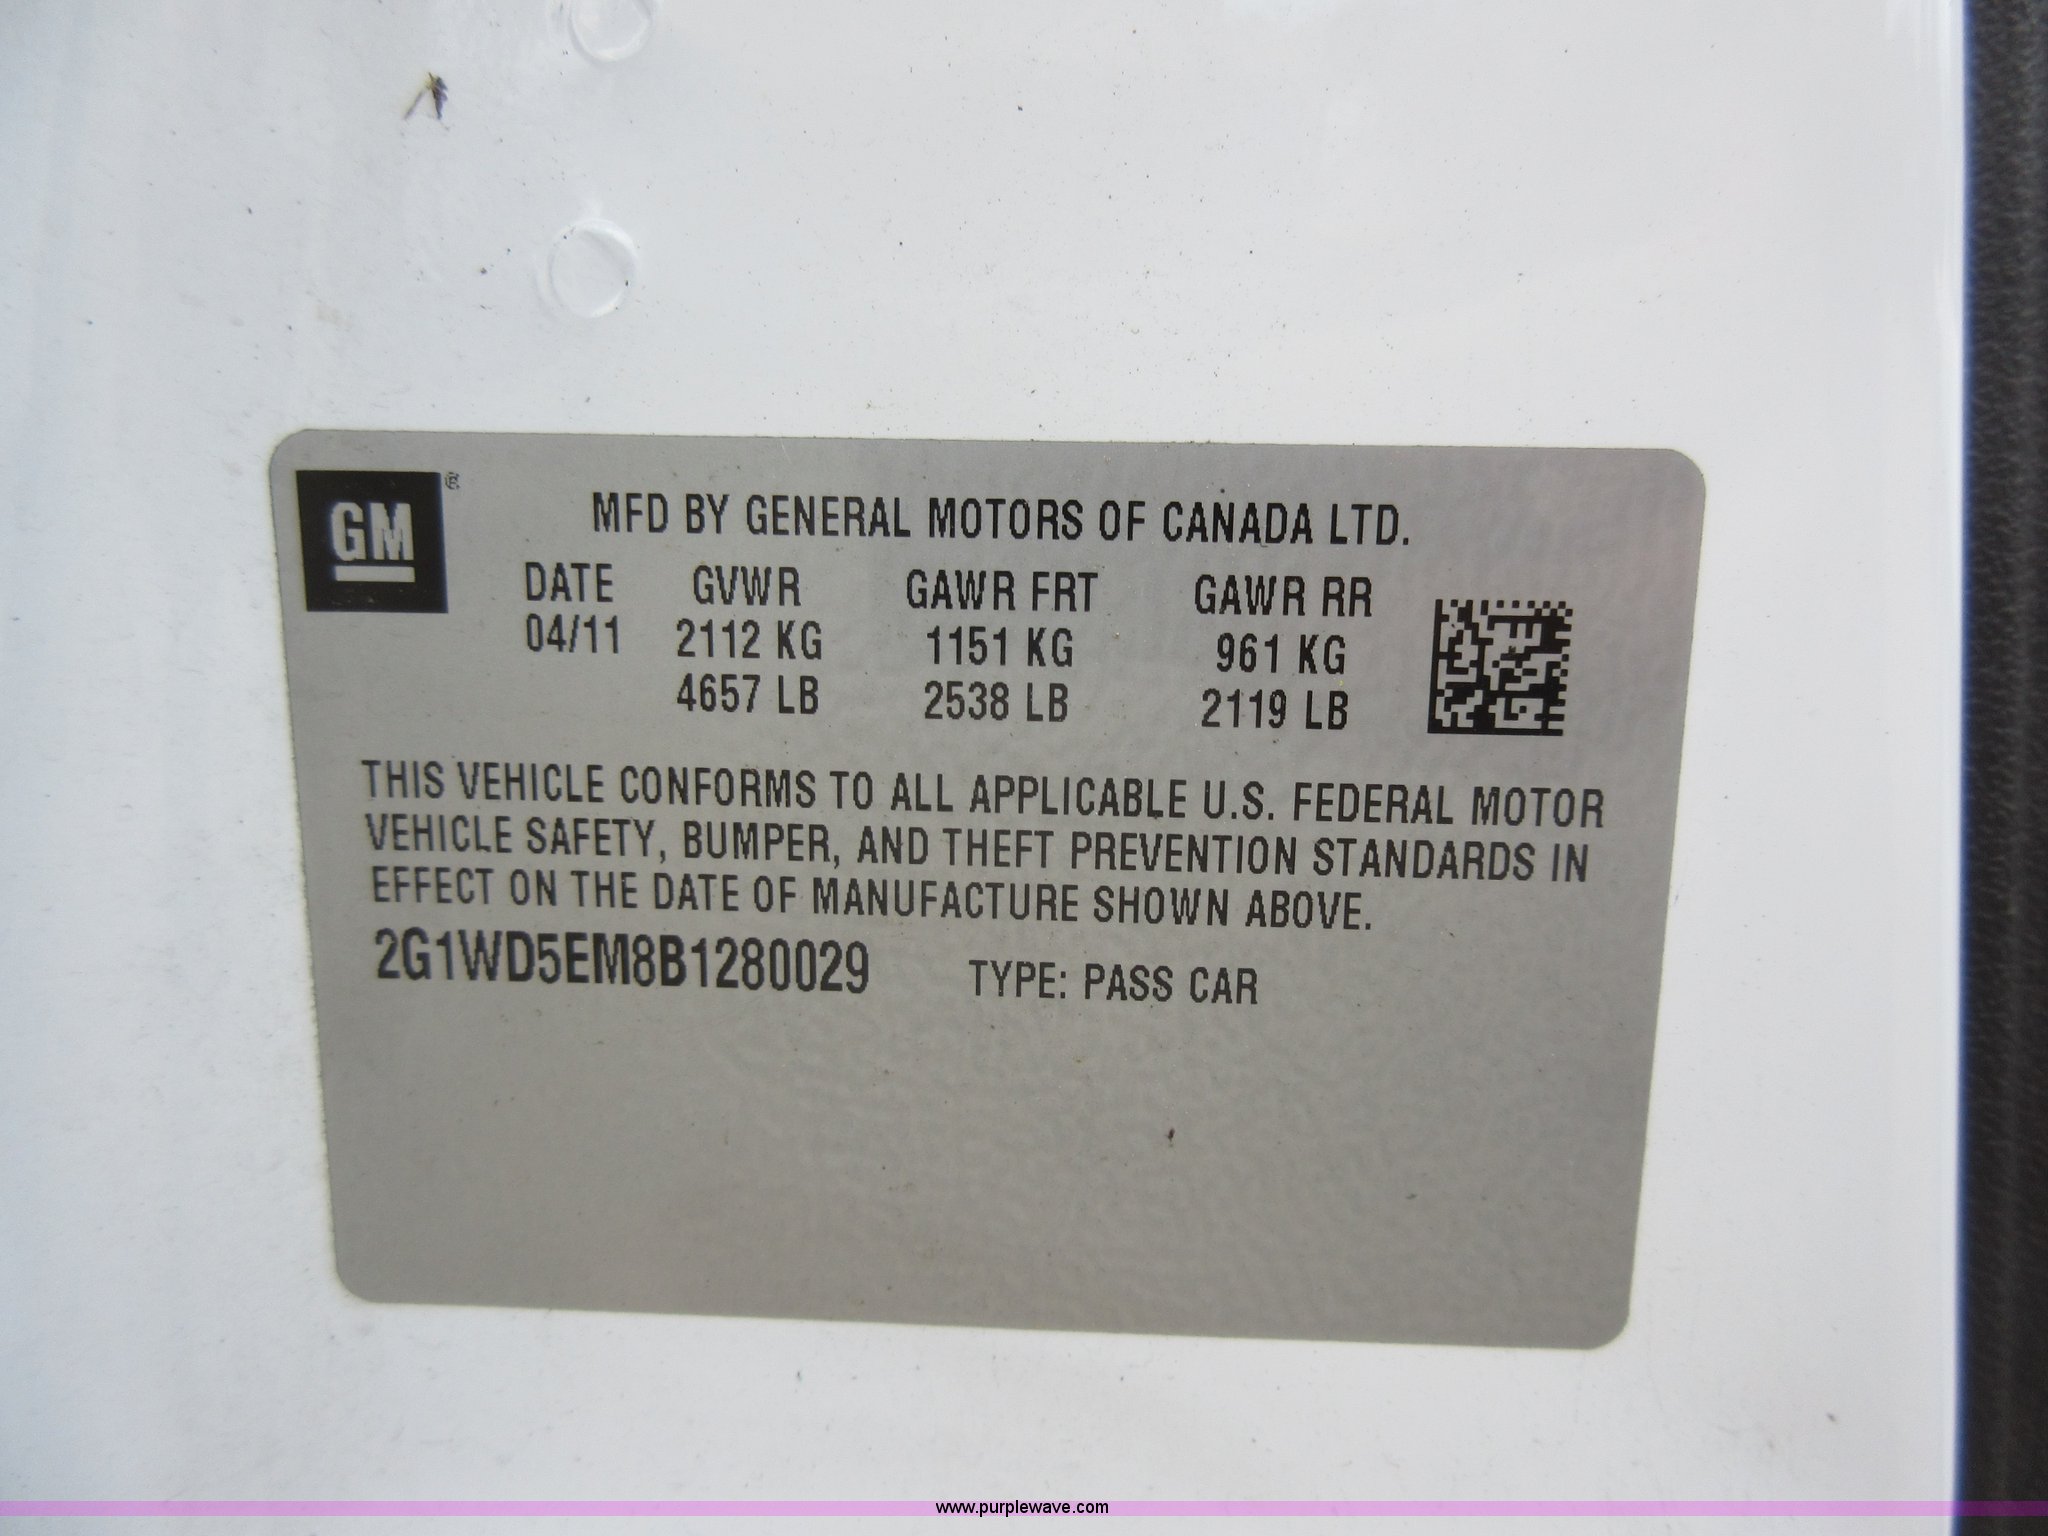 GM
MFD BY GENERAL MOTORS OF CANADA LTD.
DATE GVWR GAWR FRT GAWR RR
04/11 2112 KG 1151 KG 961 KG
4657 LB 2538 LB 2119 LB
THIS VEHICLE CONFORMS TO ALL APPLICABLE U.S. FEDERAL MOTOR
VEHICLE SAFETY, BUMPER, AND THEFT PREVENTION STANDARDS IN
EFFECT ON THE DATE OF MANUFACTURE SHOWN ABOVE.
2G1WD5EM8B1280029 TYPE: PASS CAR
www.purplewave.com